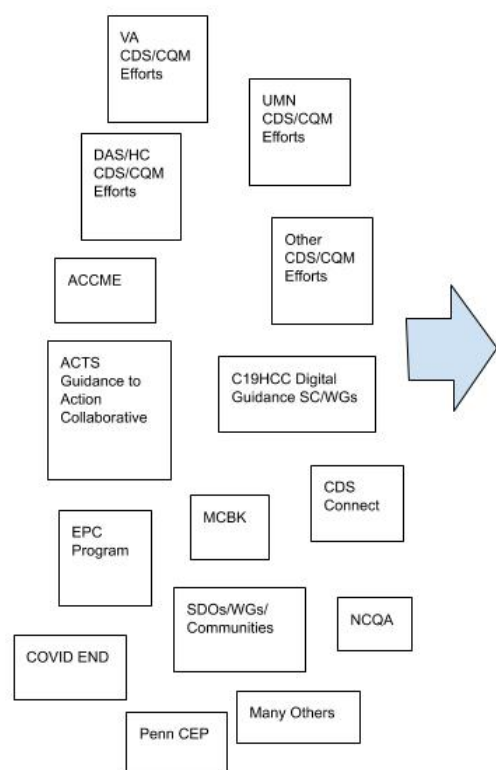 VA
CDS/CQM
Efforts
UMN
CDS/CQM
Efforts
DAS/HC
CDS/CQM
Efforts
Other
CDS/CQM
Efforts
ACCME
ACTS
Guidance to
Action
Collaborative
C19HCC Digital
Guidance SC/WGs
CDS
Connect
MCBK
EPC
Program
SDOs/WGs/
Communities
NCQA
COVID END
Many Others
Penn CEP